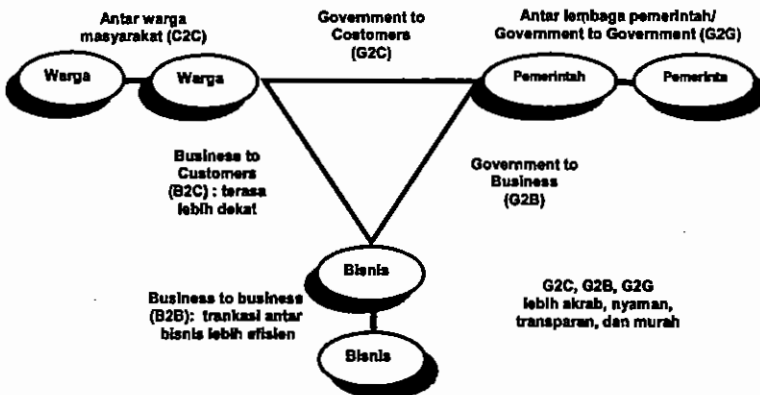 Antar warga
masyarakat (C2C)
Government to
Customers
(G2C)
Antar lembaga pemerintah/
Government to Government (G2G)
Warga
Warga
Pemerintah
Pemerinta
Business to
Customers
(B2C) : terasa
lebih dekat
Government to
Business
(G2B)
Bisnis
Business to business
(B2B): trankasi antar
bisnis lebih efisien
G2C, G2B, G2G
lebih akrab, nyaman,
transparan, dan murah
Bisnis